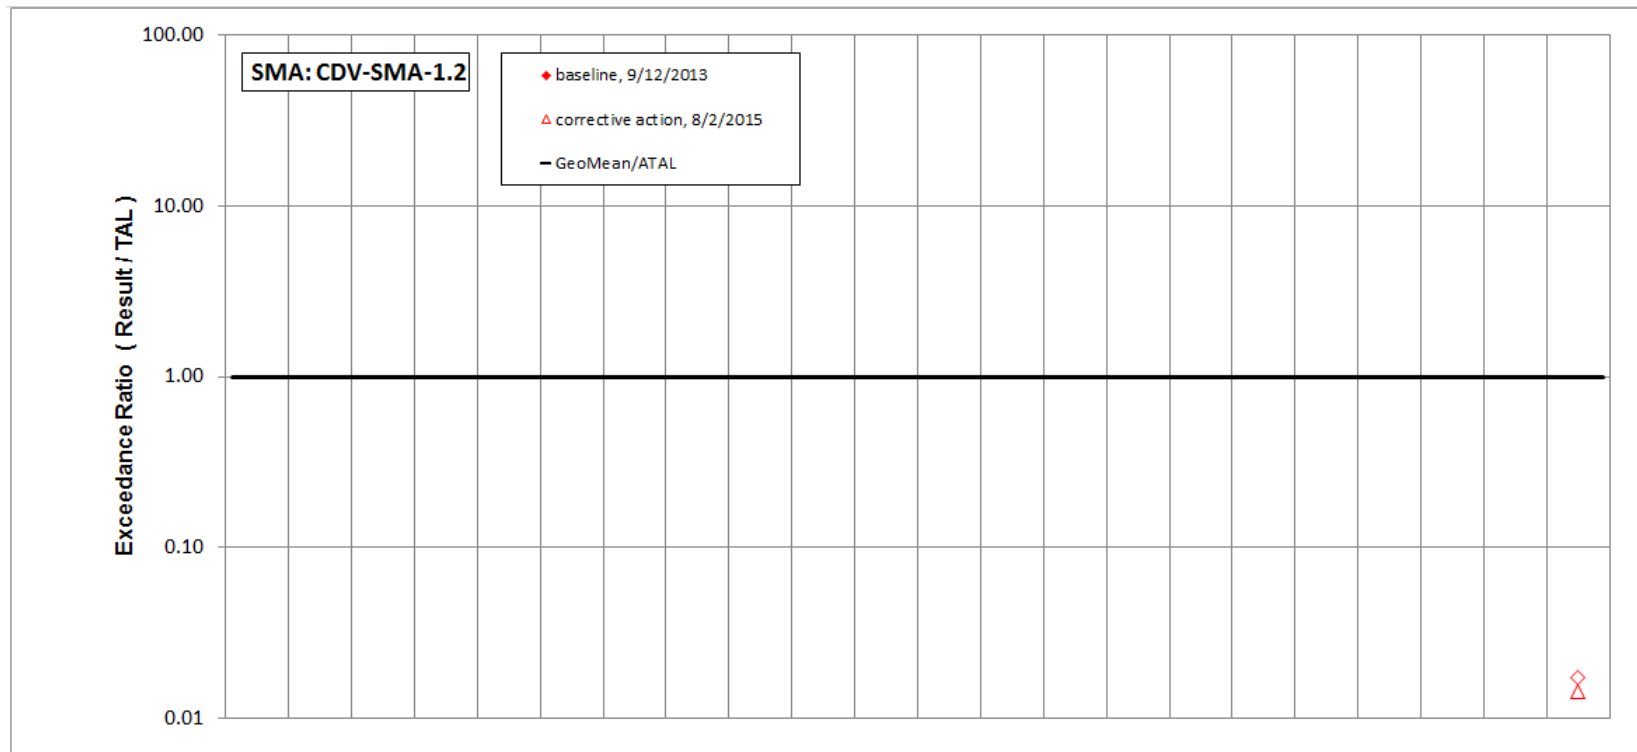 100.00
SMA: CDV-SMA-1.2
baseline, 9/12/2013
corrective action, 8/2/2015
GeoMean/ATAL
10.00
1.00
0.10
0.01
Exceedance Ratio ( Result / TAL )